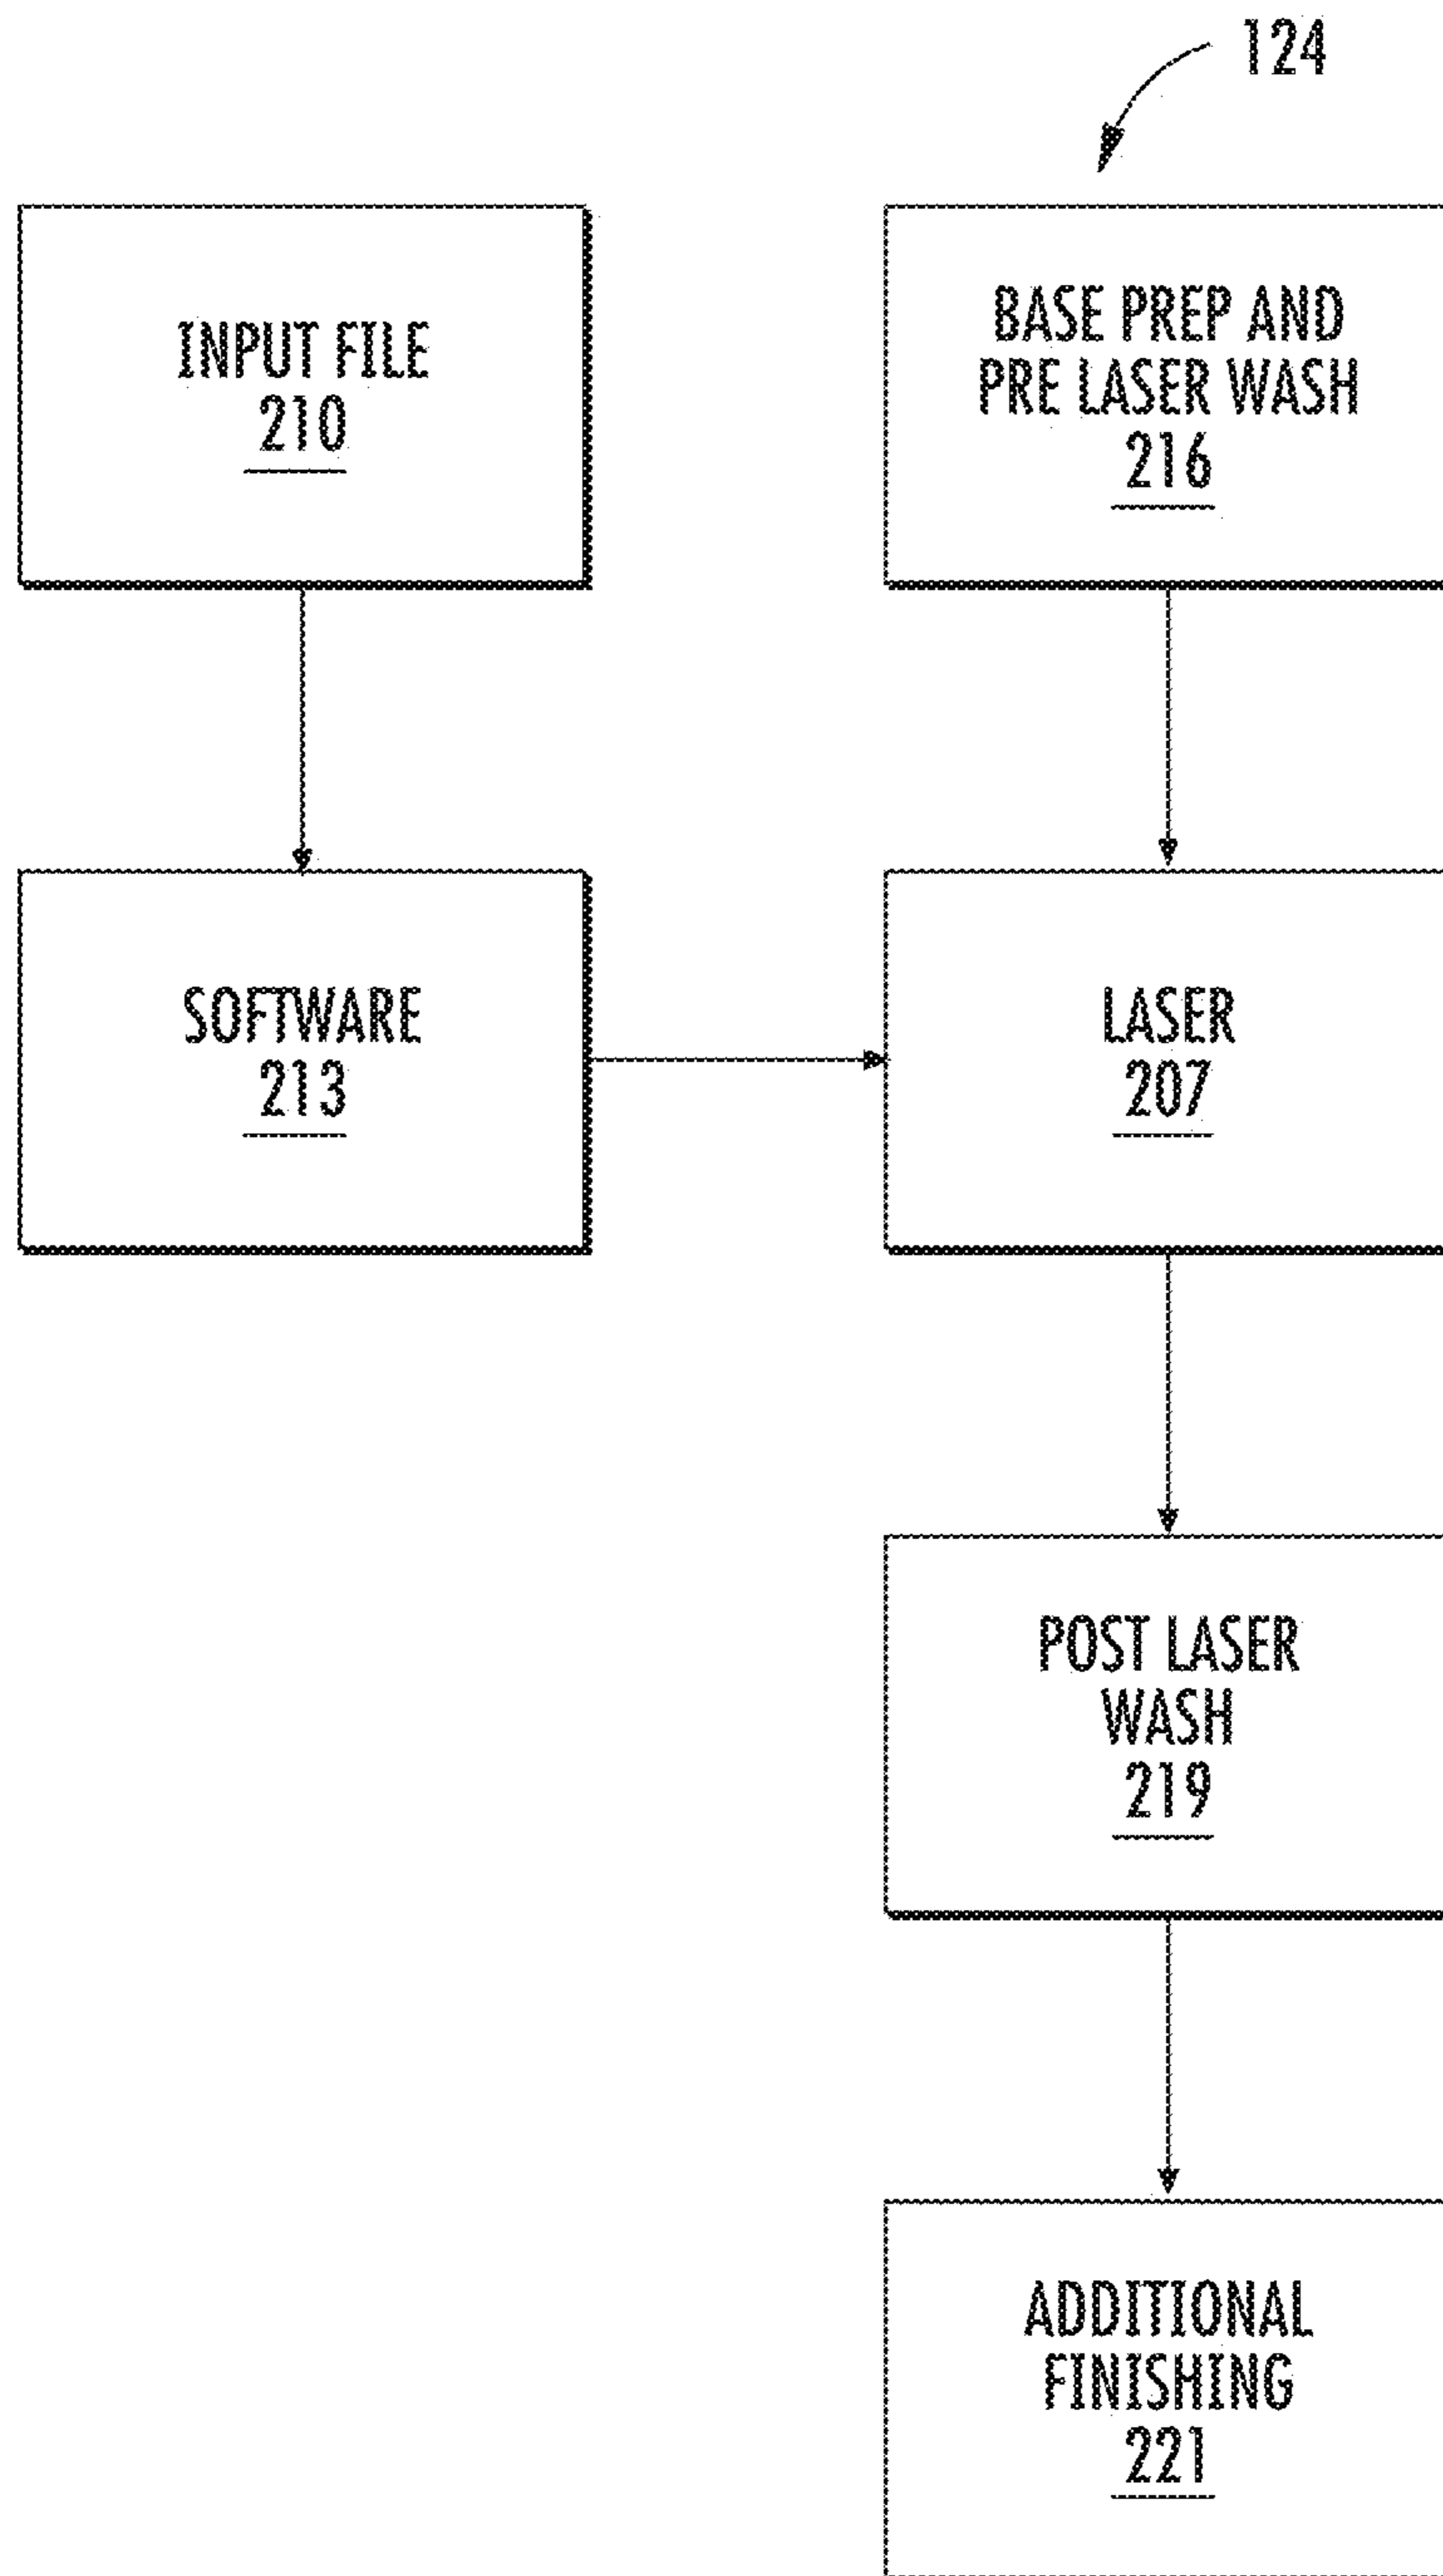 124
INPUT FILE
210
BASE PREP AND
PRE LASER WASH
216
SOFTWARE
213
LASER
207
POST LASER
WASH
219
ADDITIONAL
FINISHING
221